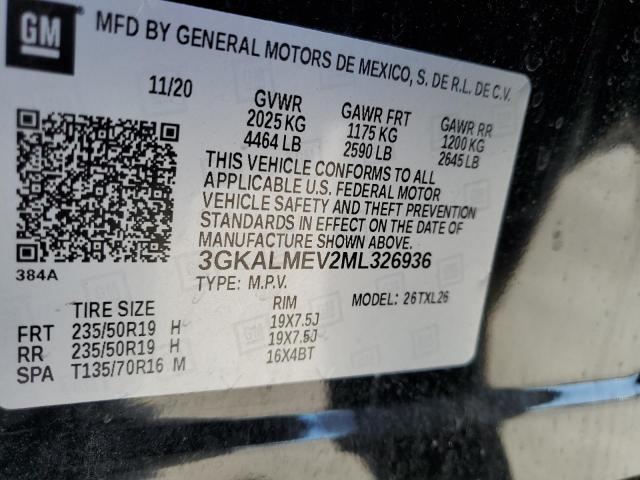 GM
MFD BY GENERAL MOTORS DE MEXICO, S. DE R.L. DE C.V.
11/20
GVWR
2025 KG
4464 LB
GAWR FRT
1175 KG
2590 LB
GAWR RR
1200 KG
2645 LB
THIS VEHICLE CONFORMS TO ALL
APPLICABLE U.S. FEDERAL MOTOR
VEHICLE SAFETY AND THEFT PREVENTION
STANDARDS IN EFFECT ON THE DATE OF
MANUFACTURE SHOWN ABOVE.
3GKALMEV2ML326936
TYPE: M.P.V.
MODEL: 26TXL26
384A
TIRE SIZE RIM
FRT 235/50R19 H 19X7.5J
RR 235/50R19 H 19X7.5J
SPA T135/70R16 M 16X4BT